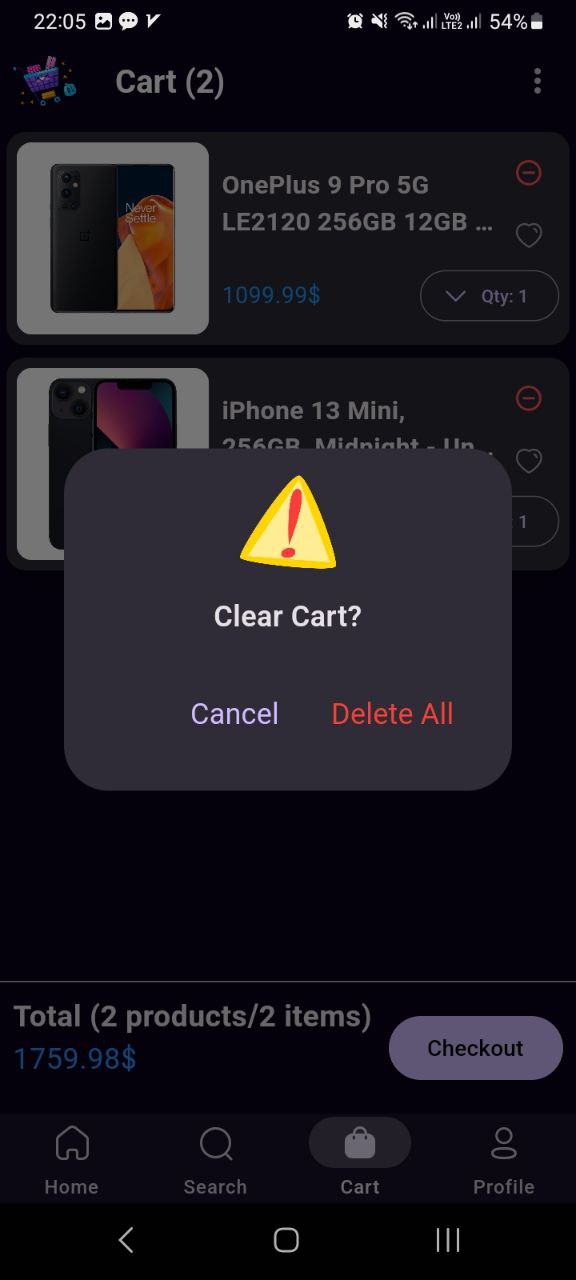 22:05 Vo)) LTE2 54%
Cart (2)
OnePlus 9 Pro 5G
LE2120 256GB 12GB ...
Never
Settle
1099.99$
Qty: 1
iPhone 13 Mini,
256GB, Midnight - Un...
: 1
Clear Cart?
Cancel Delete All
Total (2 products/2 items)
1759.98$
Checkout
Home Search Cart Profile